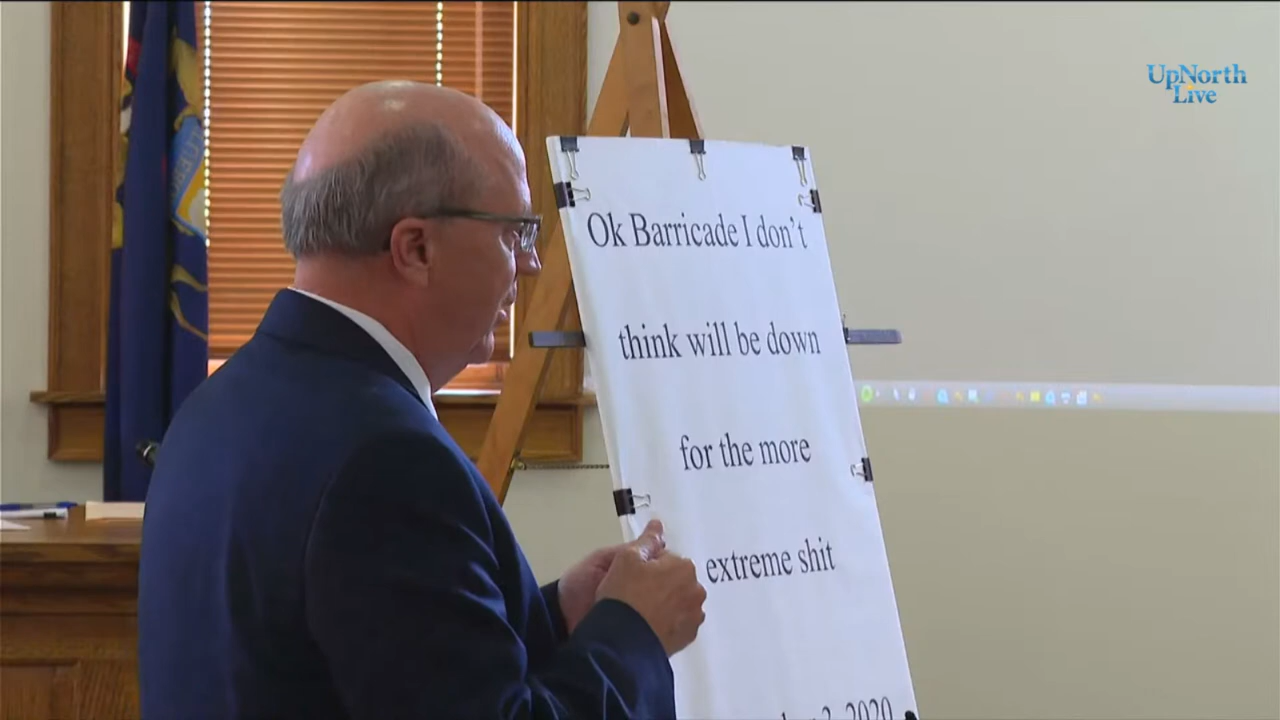 UpNorth
Live
Ok Barricade I don't
think will be down
for the more
extreme shit
2020